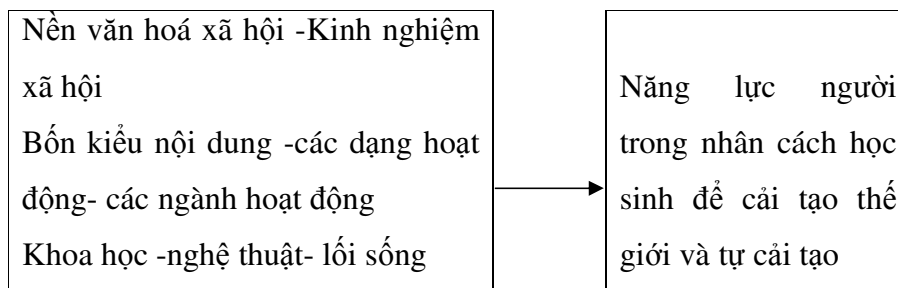 Nền văn hoá xã hội -Kinh nghiệm
xã hội
Bốn kiểu nội dung -các dạng hoạt
động- các ngành hoạt động
Khoa học -nghệ thuật- lối sống
Năng lực người
trong nhân cách học
sinh để cải tạo thế
giới và tự cải tạo